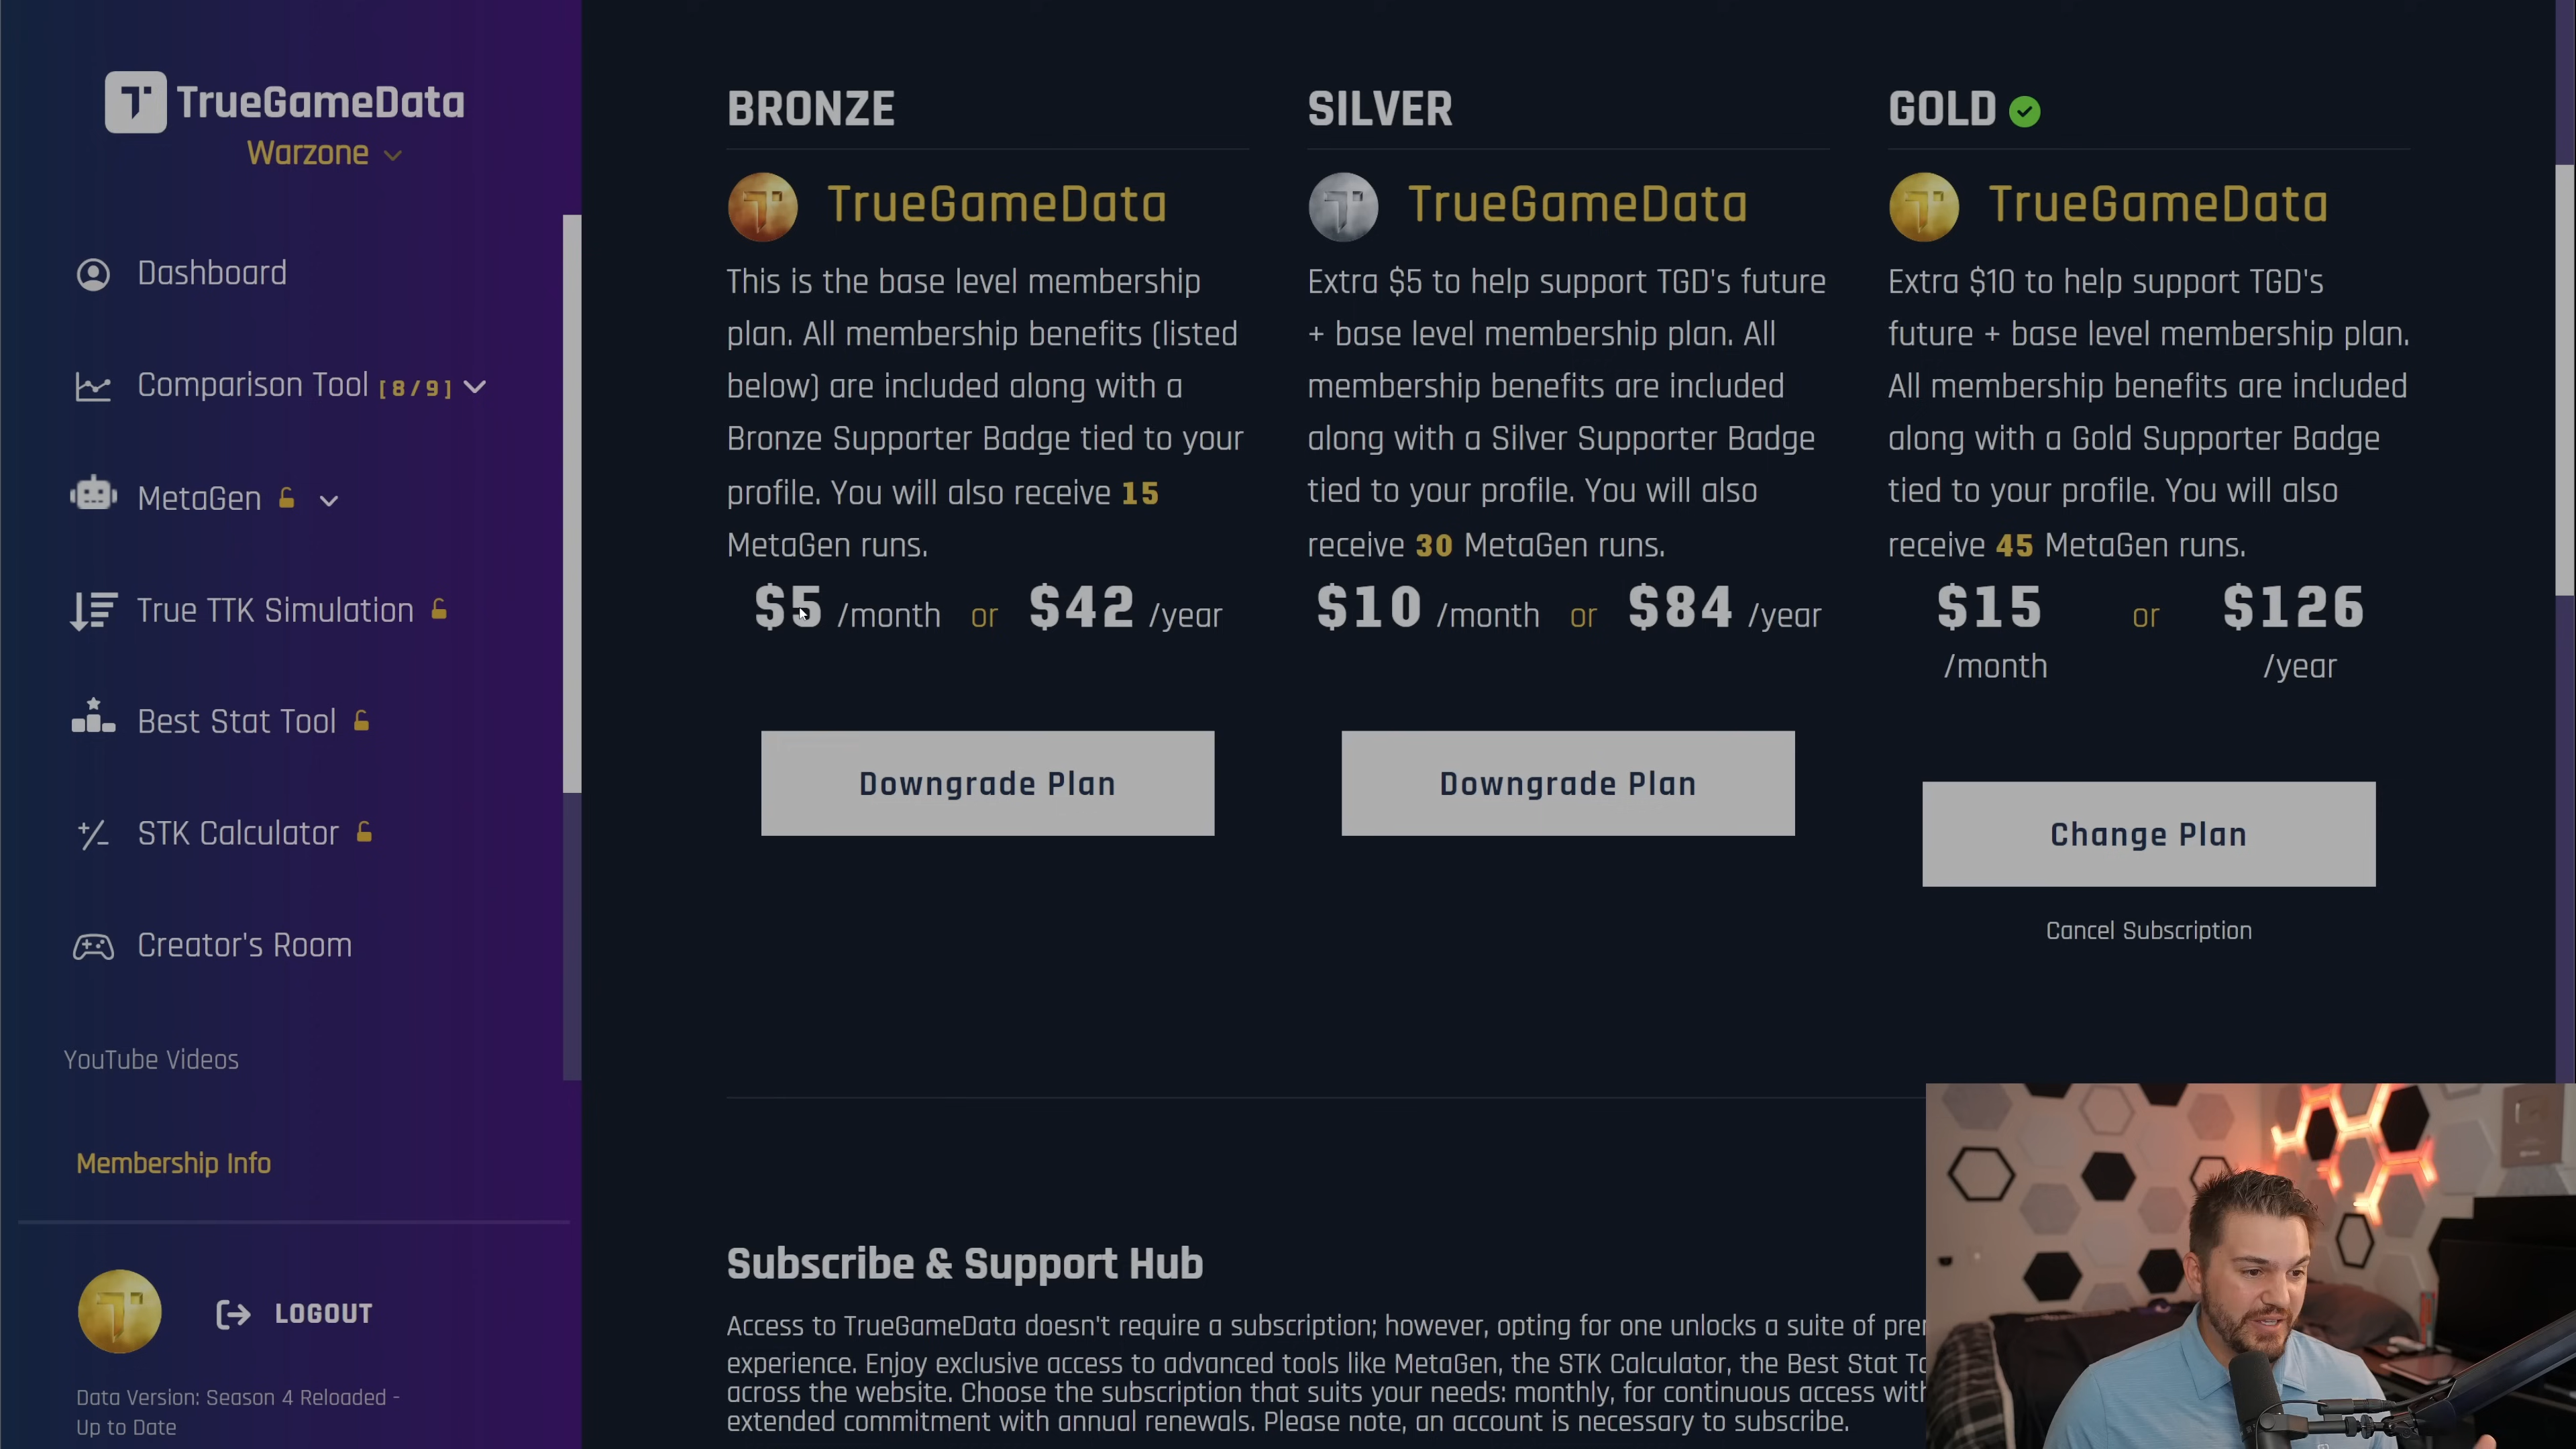 TrueGameData
Warzone
Dashboard
Comparison Tool [8/9]
MetaGen
True TTK Simulation
Best Stat Tool
STK Calculator
Creator's Room
YouTube Videos
Membership Info
LOGOUT
Data Version: Season 4 Reloaded -
Up to Date
BRONZE
TrueGameData
This is the base level membership
plan. All membership benefits (listed
below) are included along with a
Bronze Supporter Badge tied to your
profile. You will also receive 15
MetaGen runs.
$5 /month or $42 /year
Downgrade Plan
SILVER
TrueGameData
Extra $5 to help support TGD's future
+ base level membership plan. All
membership benefits are included
along with a Silver Supporter Badge
tied to your profile. You will also
receive 30 MetaGen runs.
$10 /month or $84 /year
Downgrade Plan
GOLD
TrueGameData
Extra $10 to help support TGD's
future + base level membership plan.
All membership benefits are included
along with a Gold Supporter Badge
tied to your profile. You will also
receive 45 MetaGen runs.
$15 or $126
/month /year
Change Plan
Cancel Subscription
Subscribe & Support Hub
Access to TrueGameData doesn't require a subscription; however, opting for one unlocks a suite of
experience. Enjoy exclusive access to advanced tools like MetaGen, the STK Calculator, the Best Stat
across the website. Choose the subscription that suits your needs: monthly, for continuous access
extended commitment with annual renewals. Please note, an account is necessary to subscribe.